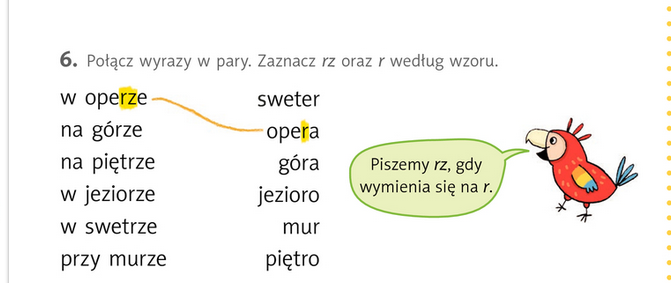 6. Połącz wyrazy w pary. Zaznacz rz oraz r według wzoru.
w operze sweter
na górze opera
na piętrze góra
w jeziorze jezioro
w swetrze mur
przy murze piętro
Piszemy rz, gdy
wymienia się na r.